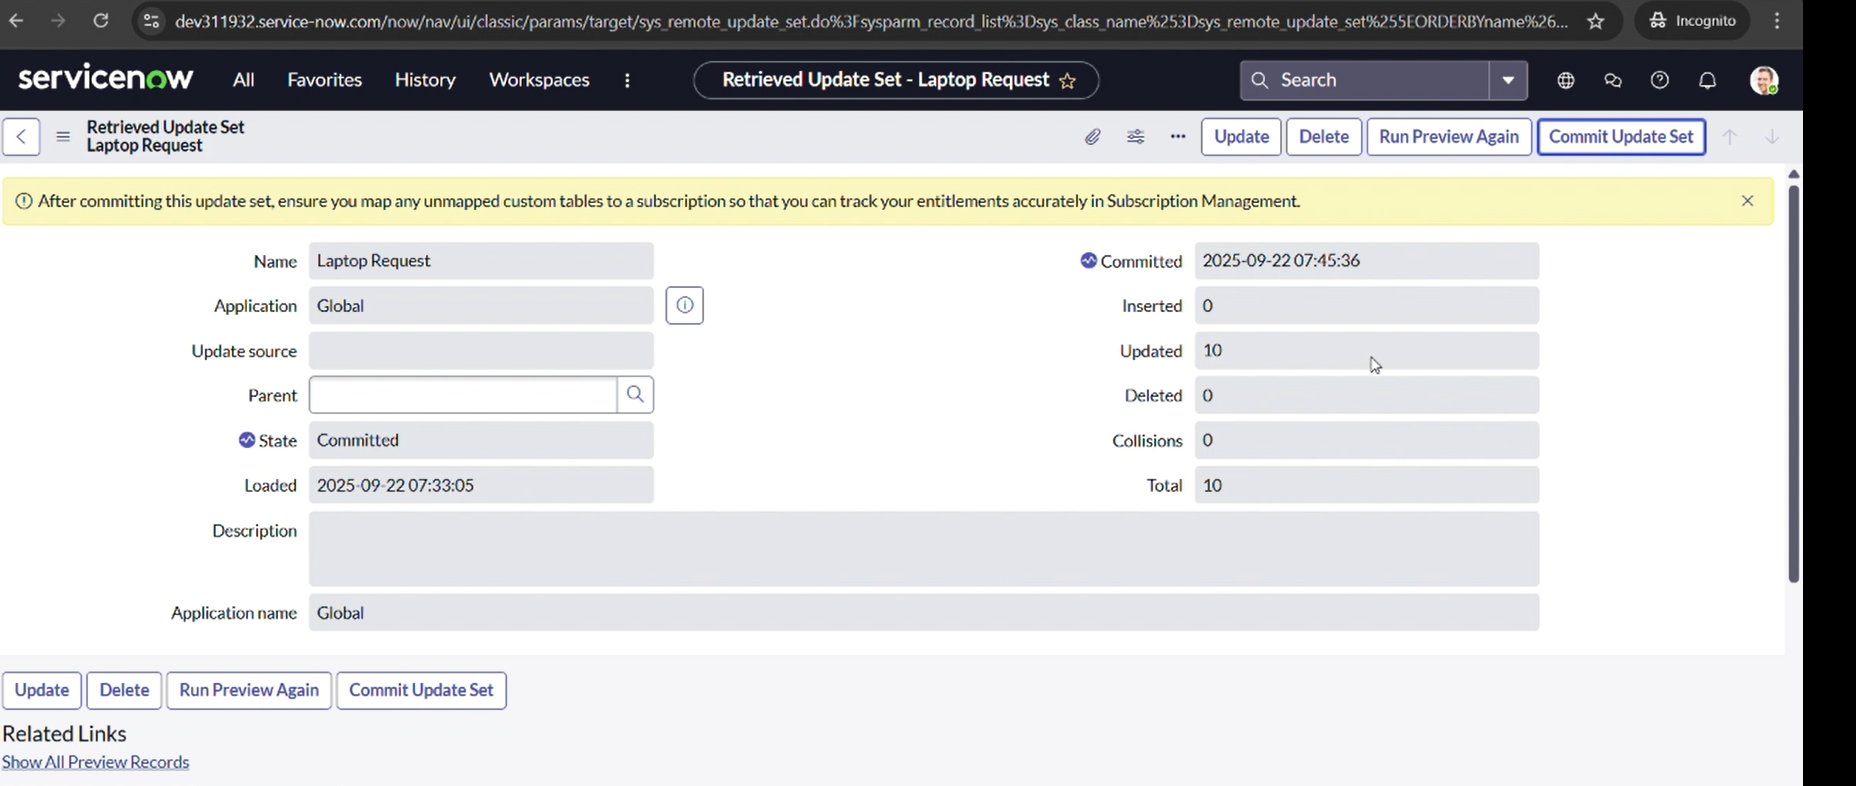 dev311932.service-now.com/now/nav/ui/classic/params/target/sys_remote_update_set.do%3Fsysparm_record_list%3Dsys_class_name%253Dsys_remote_update_set%255EORDERBYname%26...
Incognito
servicenow
All
Favorites
History
Workspaces
Retrieved Update Set - Laptop Request
Search
Retrieved Update Set
Laptop Request
Update
Delete
Run Preview Again
Commit Update Set
After committing this update set, ensure you map any unmapped custom tables to a subscription so that you can track your entitlements accurately in Subscription Management.
Name
Laptop Request
Application
Global
Update source
Parent
State
Committed
Loaded
2025-09-22 07:33:05
Committed
2025-09-22 07:45:36
Inserted
0
Updated
10
Deleted
0
Collisions
0
Total
10
Description
Application name
Global
Update
Delete
Run Preview Again
Commit Update Set
Related Links
Show All Preview Records